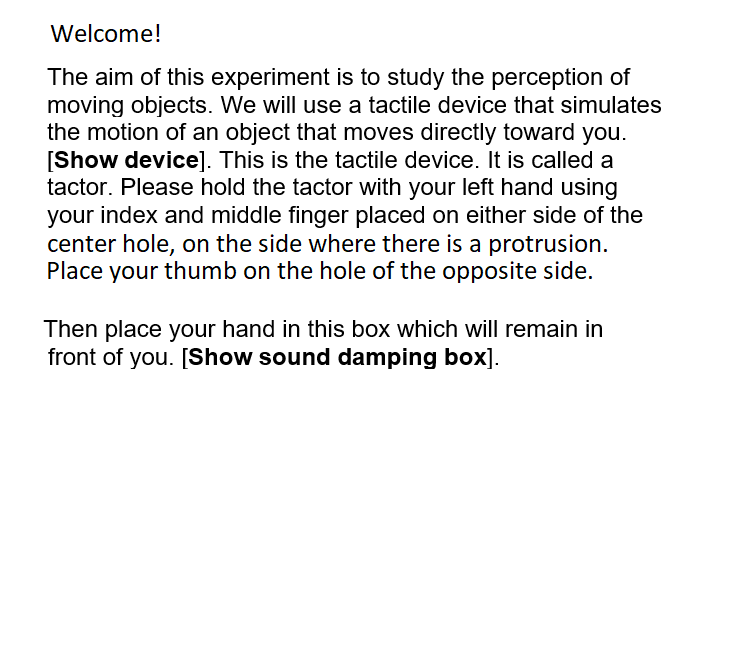 Welcome!
The aim of this experiment is to study the perception of
moving objects. We will use a tactile device that simulates
the motion of an object that moves directly toward you.
[Show device]. This is the tactile device. It is called a
tactor. Please hold the tactor with your left hand using
your index and middle finger placed on either side of the
center hole, on the side where there is a protrusion.
Place your thumb on the hole of the opposite side.
Then place your hand in this box which will remain in
front of you. [Show sound damping box].